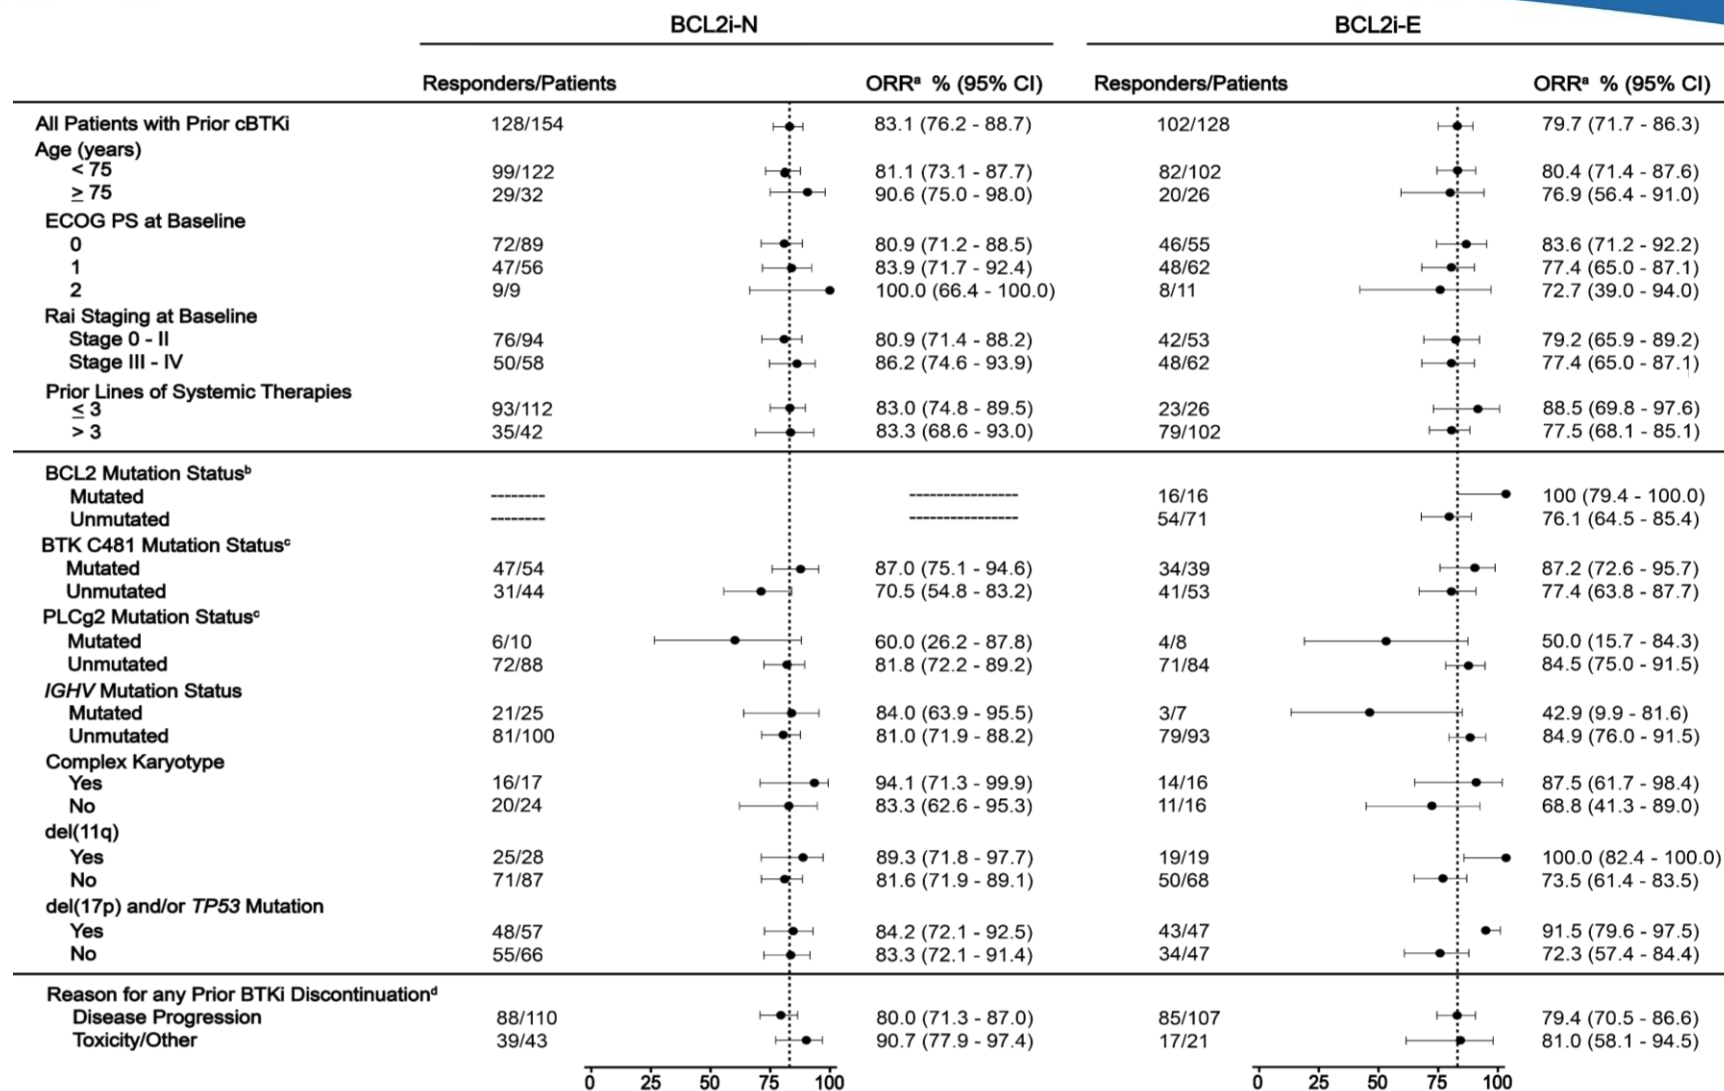 BCL2i-N BCL2i-E
Responders/Patients ORRᵃ % (95% CI) Responders/Patients ORRᵃ % (95% CI)
All Patients with Prior cBTKi 128/154 83.1 (76.2 - 88.7) 102/128 79.7 (71.7 - 86.3)
Age (years)
< 75 99/122 81.1 (73.1 - 87.7) 82/102 80.4 (71.4 - 87.6)
≥ 75 29/32 90.6 (75.0 - 98.0) 20/26 76.9 (56.4 - 91.0)
ECOG PS at Baseline
0 72/89 80.9 (71.2 - 88.5) 46/55 83.6 (71.2 - 92.2)
1 47/56 83.9 (71.7 - 92.4) 48/62 77.4 (65.0 - 87.1)
2 9/9 100.0 (66.4 - 100.0) 8/11 72.7 (39.0 - 94.0)
Rai Staging at Baseline
Stage 0 - II 76/94 80.9 (71.4 - 88.2) 42/53 79.2 (65.9 - 89.2)
Stage III - IV 50/58 86.2 (74.6 - 93.9) 48/62 77.4 (65.0 - 87.1)
Prior Lines of Systemic Therapies
≤ 3 93/112 83.0 (74.8 - 89.5) 23/26 88.5 (69.8 - 97.6)
> 3 35/42 83.3 (68.6 - 93.0) 79/102 77.5 (68.1 - 85.1)
BCL2 Mutation Statusᵇ
Mutated -------- ---------------- 16/16 100 (79.4 - 100.0)
Unmutated -------- ---------------- 54/71 76.1 (64.5 - 85.4)
BTK C481 Mutation Statusᶜ
Mutated 47/54 87.0 (75.1 - 94.6) 34/39 87.2 (72.6 - 95.7)
Unmutated 31/44 70.5 (54.8 - 83.2) 41/53 77.4 (63.8 - 87.7)
PLCg2 Mutation Statusᶜ
Mutated 6/10 60.0 (26.2 - 87.8) 4/8 50.0 (15.7 - 84.3)
Unmutated 72/88 81.8 (72.2 - 89.2) 71/84 84.5 (75.0 - 91.5)
IGHV Mutation Status
Mutated 21/25 84.0 (63.9 - 95.5) 3/7 42.9 (9.9 - 81.6)
Unmutated 81/100 81.0 (71.9 - 88.2) 79/93 84.9 (76.0 - 91.5)
Complex Karyotype
Yes 16/17 94.1 (71.3 - 99.9) 14/16 87.5 (61.7 - 98.4)
No 20/24 83.3 (62.6 - 95.3) 11/16 68.8 (41.3 - 89.0)
del(11q)
Yes 25/28 89.3 (71.8 - 97.7) 19/19 100.0 (82.4 - 100.0)
No 71/87 81.6 (71.9 - 89.1) 50/68 73.5 (61.4 - 83.5)
del(17p) and/or TP53 Mutation
Yes 48/57 84.2 (72.1 - 92.5) 43/47 91.5 (79.6 - 97.5)
No 55/66 83.3 (72.1 - 91.4) 34/47 72.3 (57.4 - 84.4)
Reason for any Prior BTKi Discontinuationᵈ
Disease Progression 88/110 80.0 (71.3 - 87.0) 85/107 79.4 (70.5 - 86.6)
Toxicity/Other 39/43 90.7 (77.9 - 97.4) 17/21 81.0 (58.1 - 94.5)
0 25 50 75 100 0 25 50 75 100